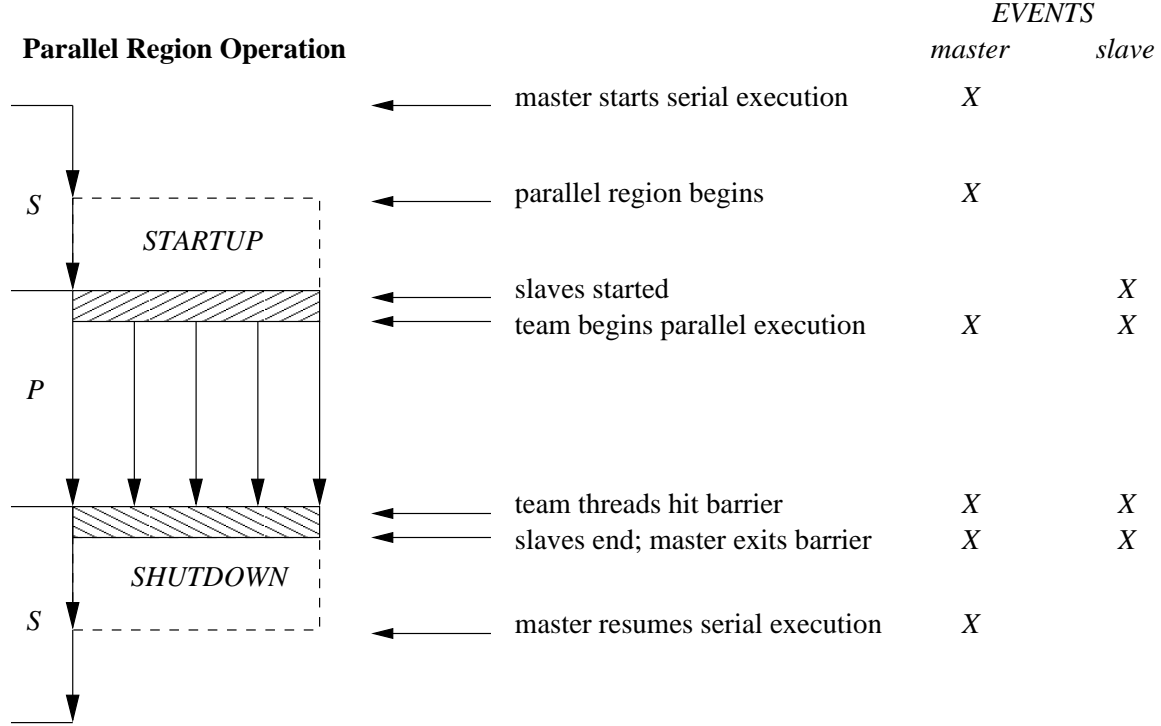 EVENTS
Parallel Region Operation master slave
master starts serial execution X
parallel region begins X
S
STARTUP
slaves started X
team begins parallel execution X X
P
team threads hit barrier X X
slaves end; master exits barrier X X
SHUTDOWN
S
master resumes serial execution X